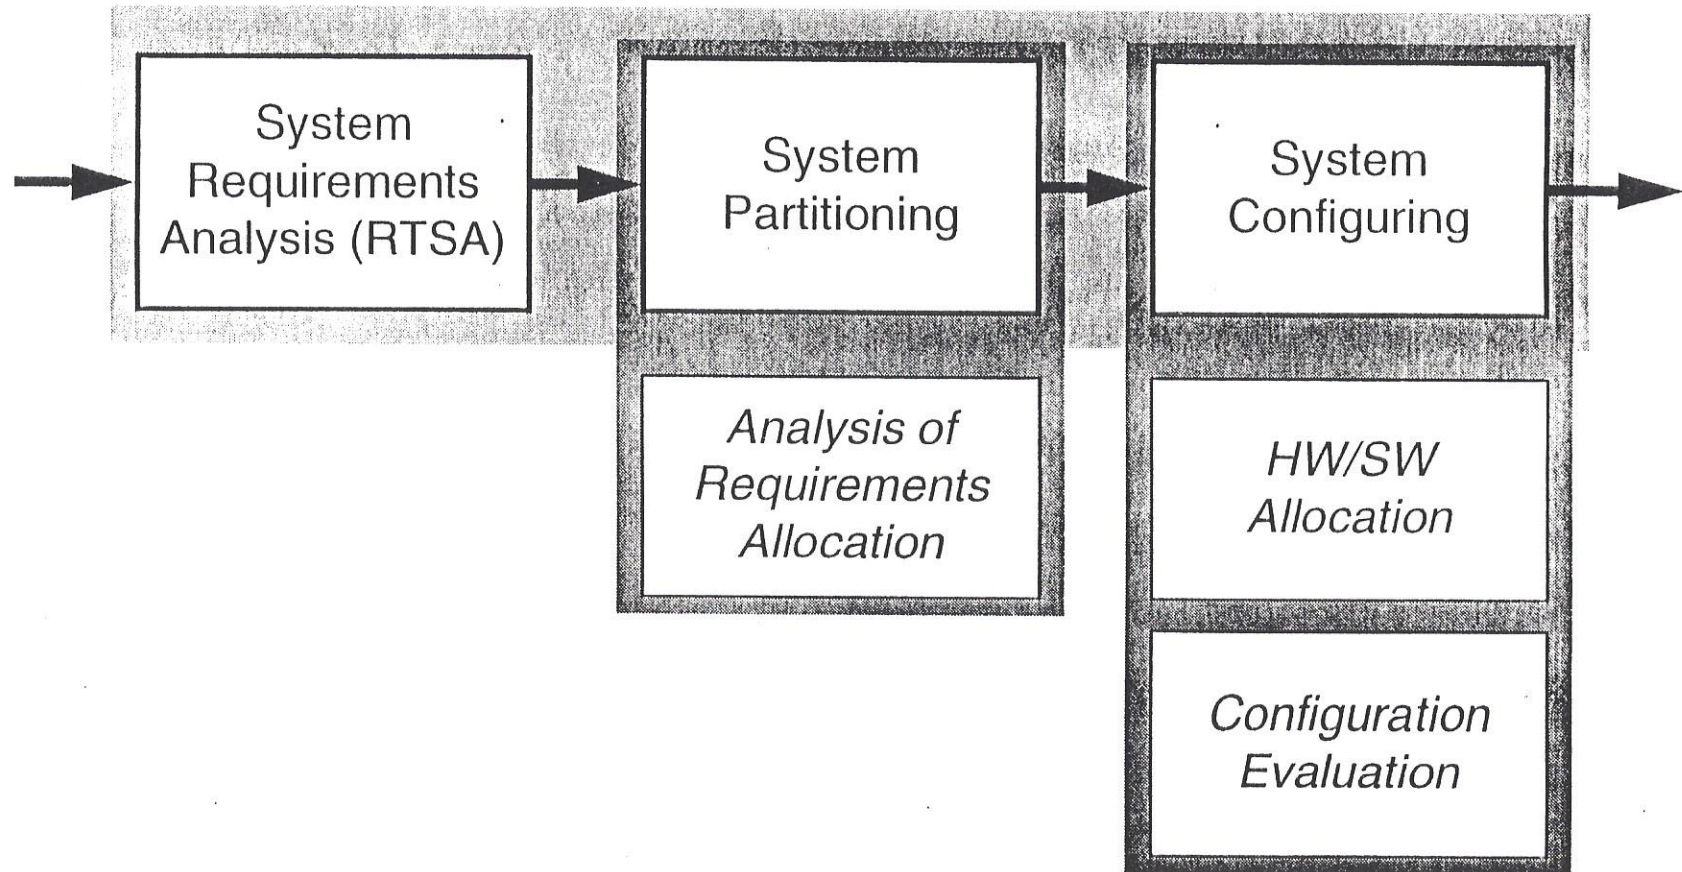 System
Requirements
Analysis (RTSA)
System
Partitioning
System
Configuring
Analysis of
Requirements
Allocation
HW/SW
Allocation
Configuration
Evaluation